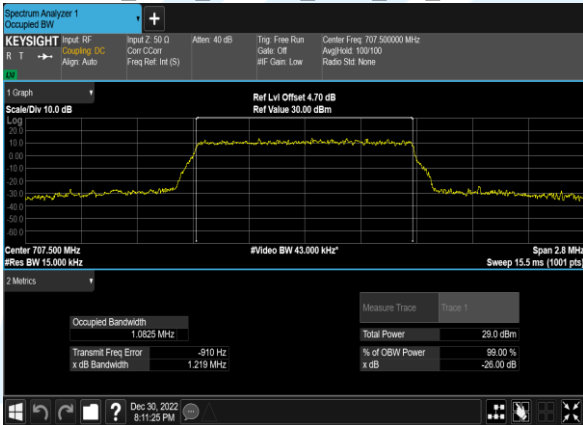 Spectrum Analyzer 1
Occupied BW
KEYSIGHT
R T
LU
Input: RF
Coupling: DC
Align: Auto
Input Z: 50 Ω
Corr CCorr
Freq Ref: Int (S)
Atten: 40 dB
Trig: Free Run
Gate: Off
#IF Gain: Low
Center Freq: 707.500000 MHz
Avg|Hold: 100/100
Radio Std: None
1 Graph
Scale/Div 10.0 dB
Ref Lvl Offset 4.70 dB
Ref Value 30.00 dBm
Log
20.0
10.0
0.00
-10.0
-20.0
-30.0
-40.0
-50.0
-60.0
Center 707.500 MHz
#Res BW 15.000 kHz
#Video BW 43.000 kHz*
Span 2.8 MHz
Sweep 15.5 ms (1001 pts)
2 Metrics
Measure Trace Trace 1
Occupied Bandwidth
1.0825 MHz
Total Power 29.0 dBm
Transmit Freq Error -910 Hz
% of OBW Power 99.00 %
x dB Bandwidth 1.219 MHz
x dB -26.00 dB
?
Dec 30, 2022
8:11:25 PM